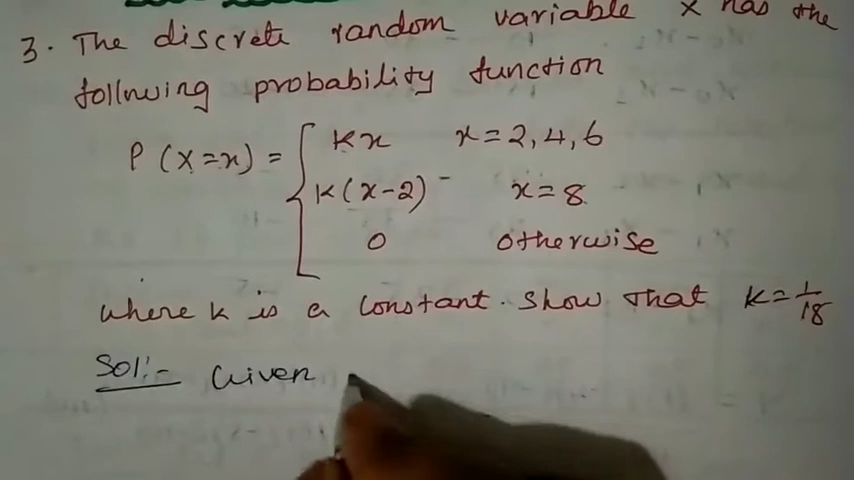 3. The discrete random variable x has the
following probability function
P (X=x) = { kx x=2,4,6
k(x-2) x=8
0 otherwise
where k is a constant. show that k=1/18
Sol:- Given